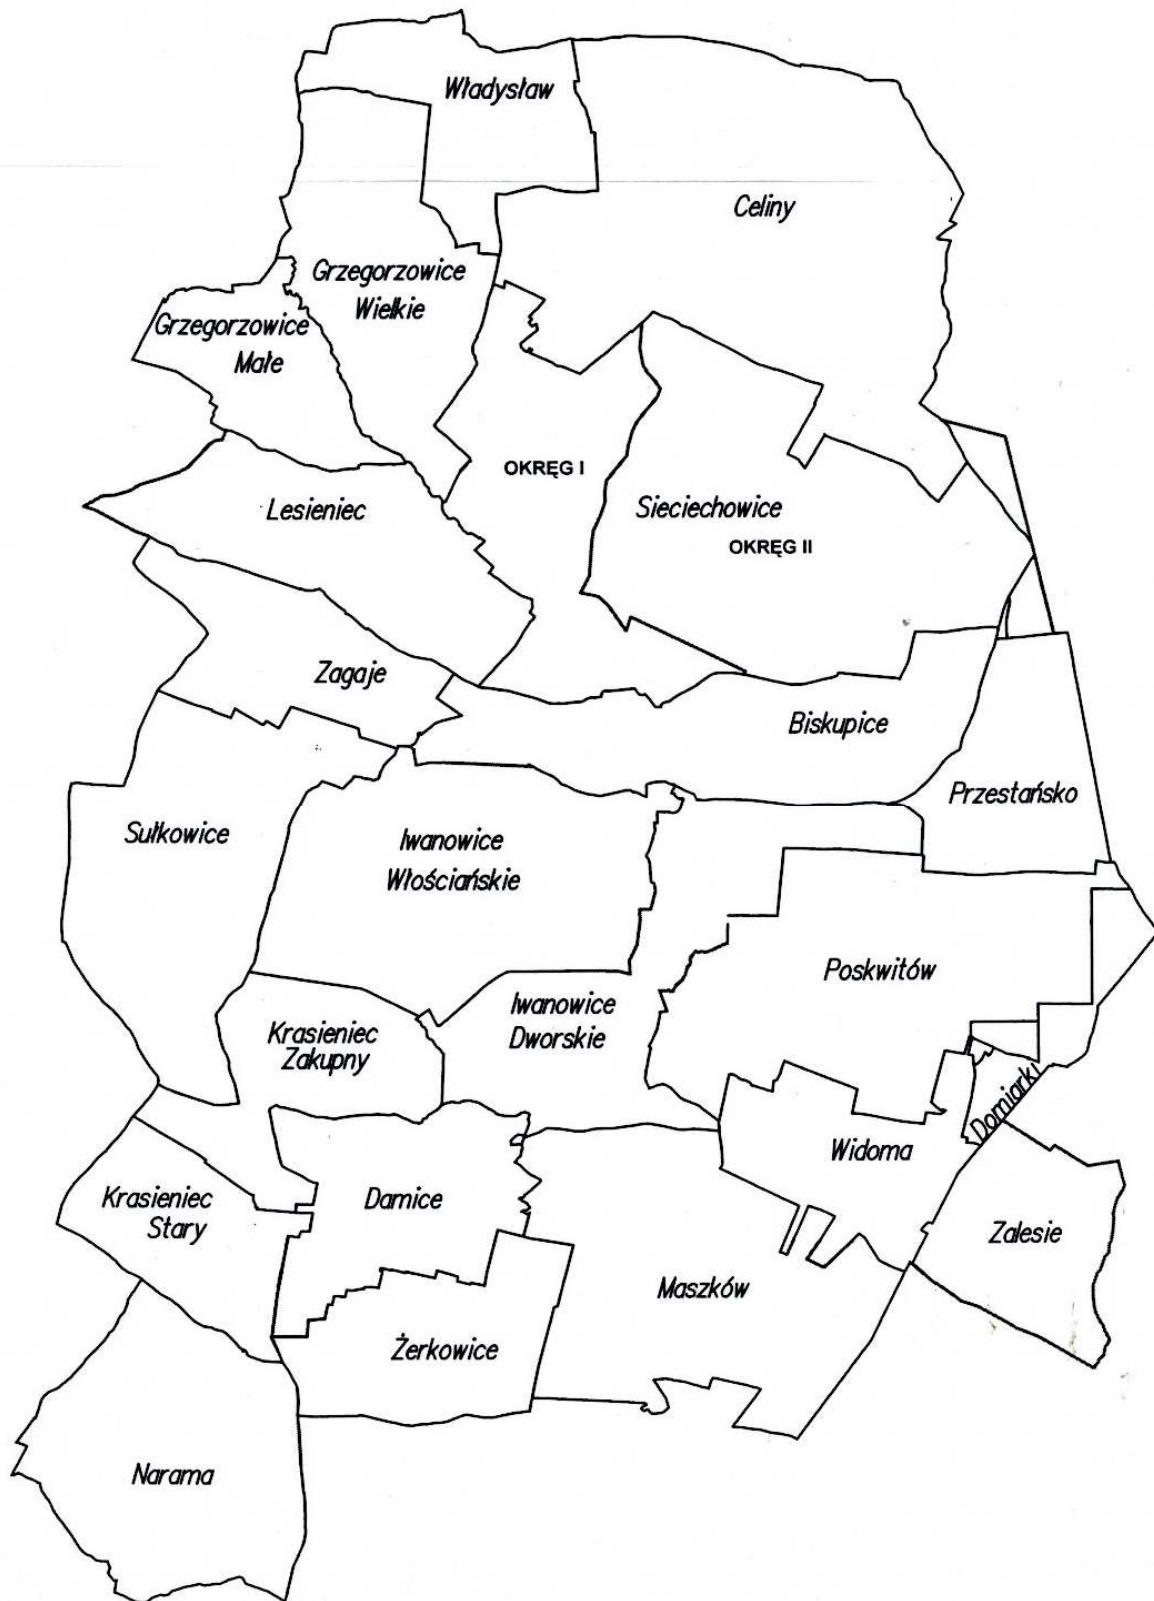 Władysław
Celiny
Grzegorzowice
Wielkie
Grzegorzowice
Małe
OKRĘG I
Lesieniec
Sieciechowice
OKRĘG II
Zagaje
Biskupice
Przestańsko
Sułkowice
Iwanowice
Włościańskie
Poskwitów
Iwanowice
Dworskie
Krasieniec
Zakupny
Domiarki
Widoma
Krasieniec
Stary
Damice
Zalesie
Maszków
Żerkowice
Narama